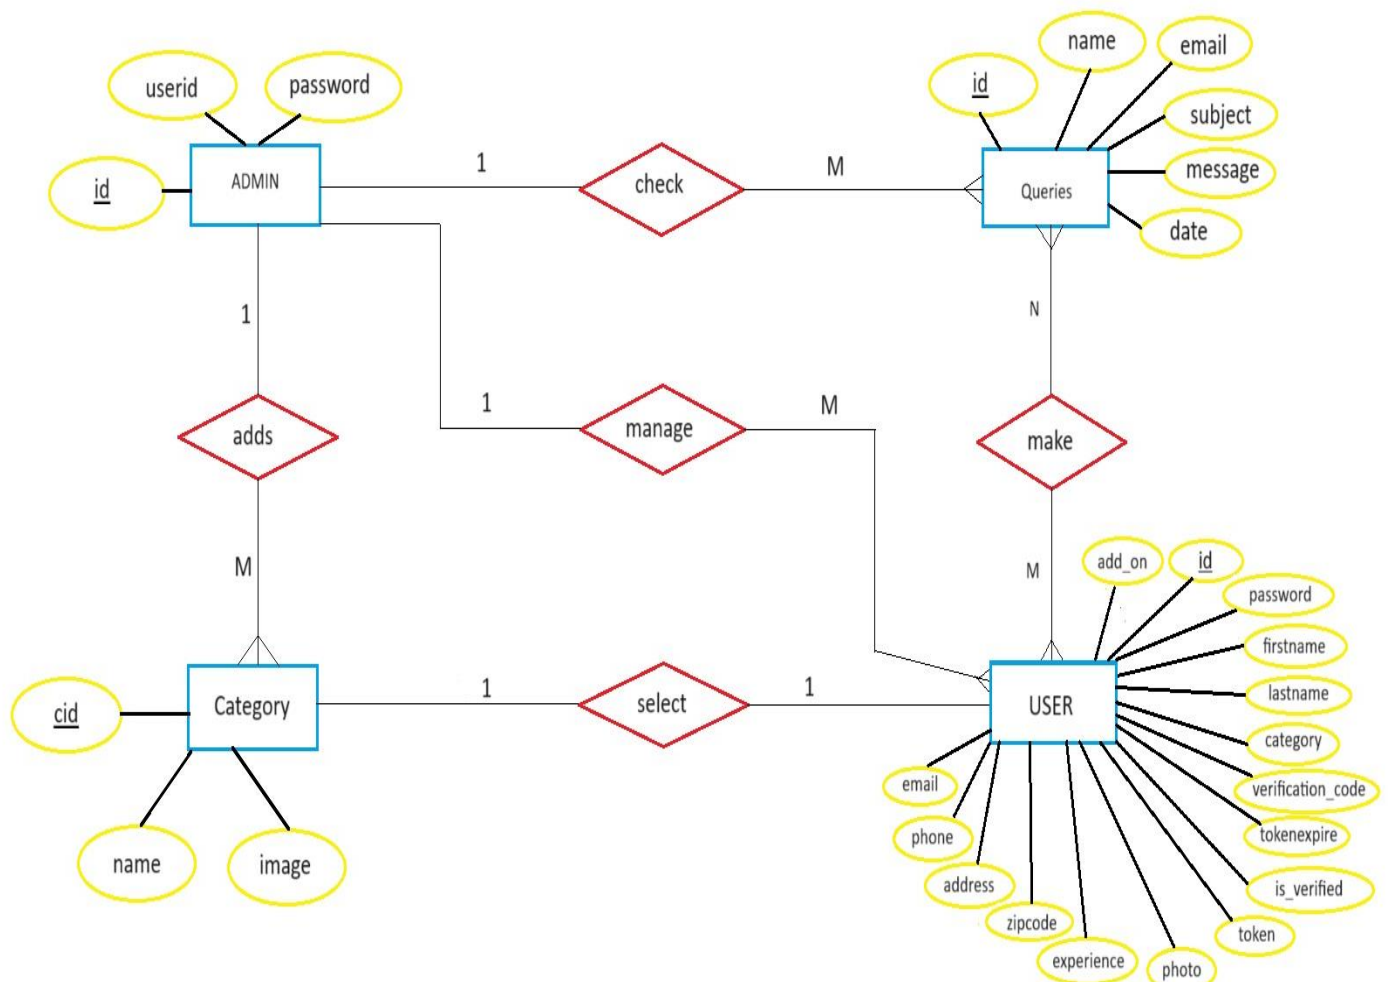 name
email
id
userid
password
subject
ADMIN
id
1
check
M
Queries
message
date
1
N
1
manage
M
adds
make
M
M
add_on
id
password
firstname
lastname
cid
Category
1
select
1
USER
category
email
verification_code
phone
tokenexpire
name
image
address
is_verified
zipcode
token
experience
photo